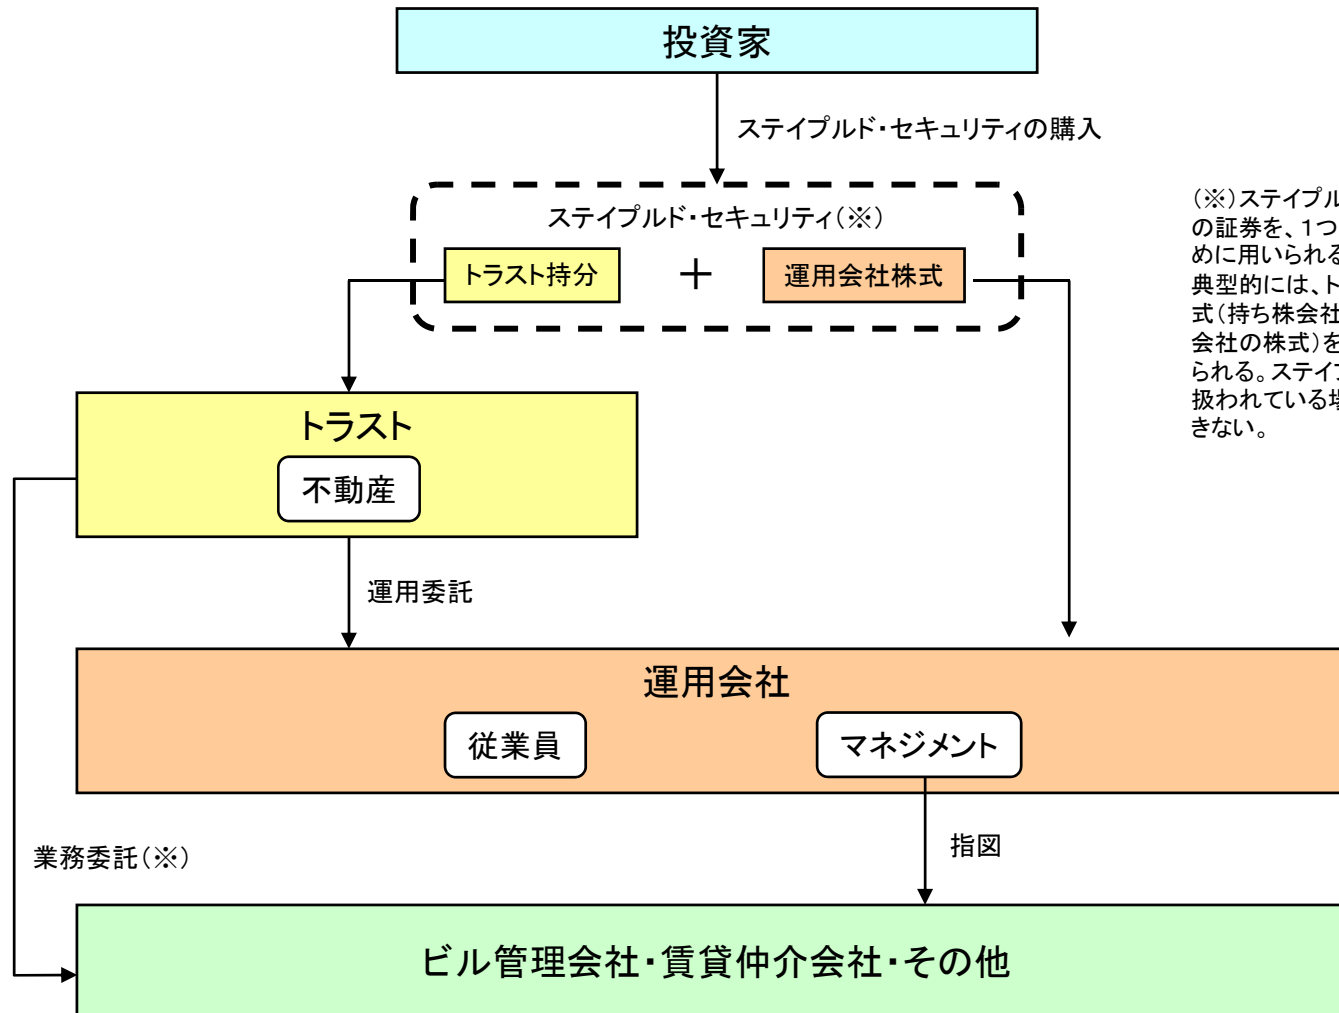 投資家
ステイプルド・セキュリティの購入
ステイプルド・セキュリティ(※)
トラスト持分
+
運用会社株式
(※)ステイプル
の証券を、1つ
めに用いられる
典型的には、ト
式(持ち株会社
会社の株式)を
られる。ステイ
扱われている場
きない。
トラスト
不動産
運用委託
運用会社
従業員
マネジメント
業務委託(※)
指図
ビル管理会社・賃貸仲介会社・その他